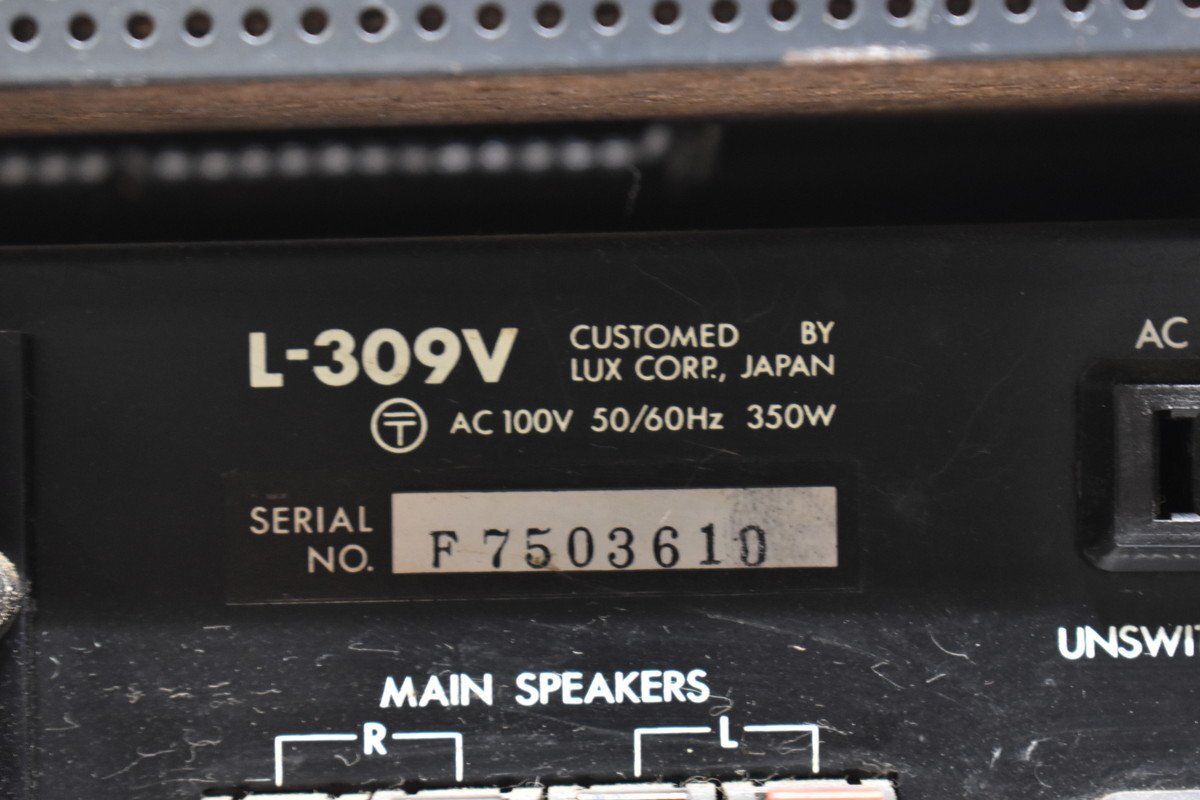 L-309V
CUSTOMED BY
LUX CORP., JAPAN
AC 100V 50/60Hz 350W
SERIAL
NO.
F 7503610
AC
UNSWIT
MAIN SPEAKERS
R
L